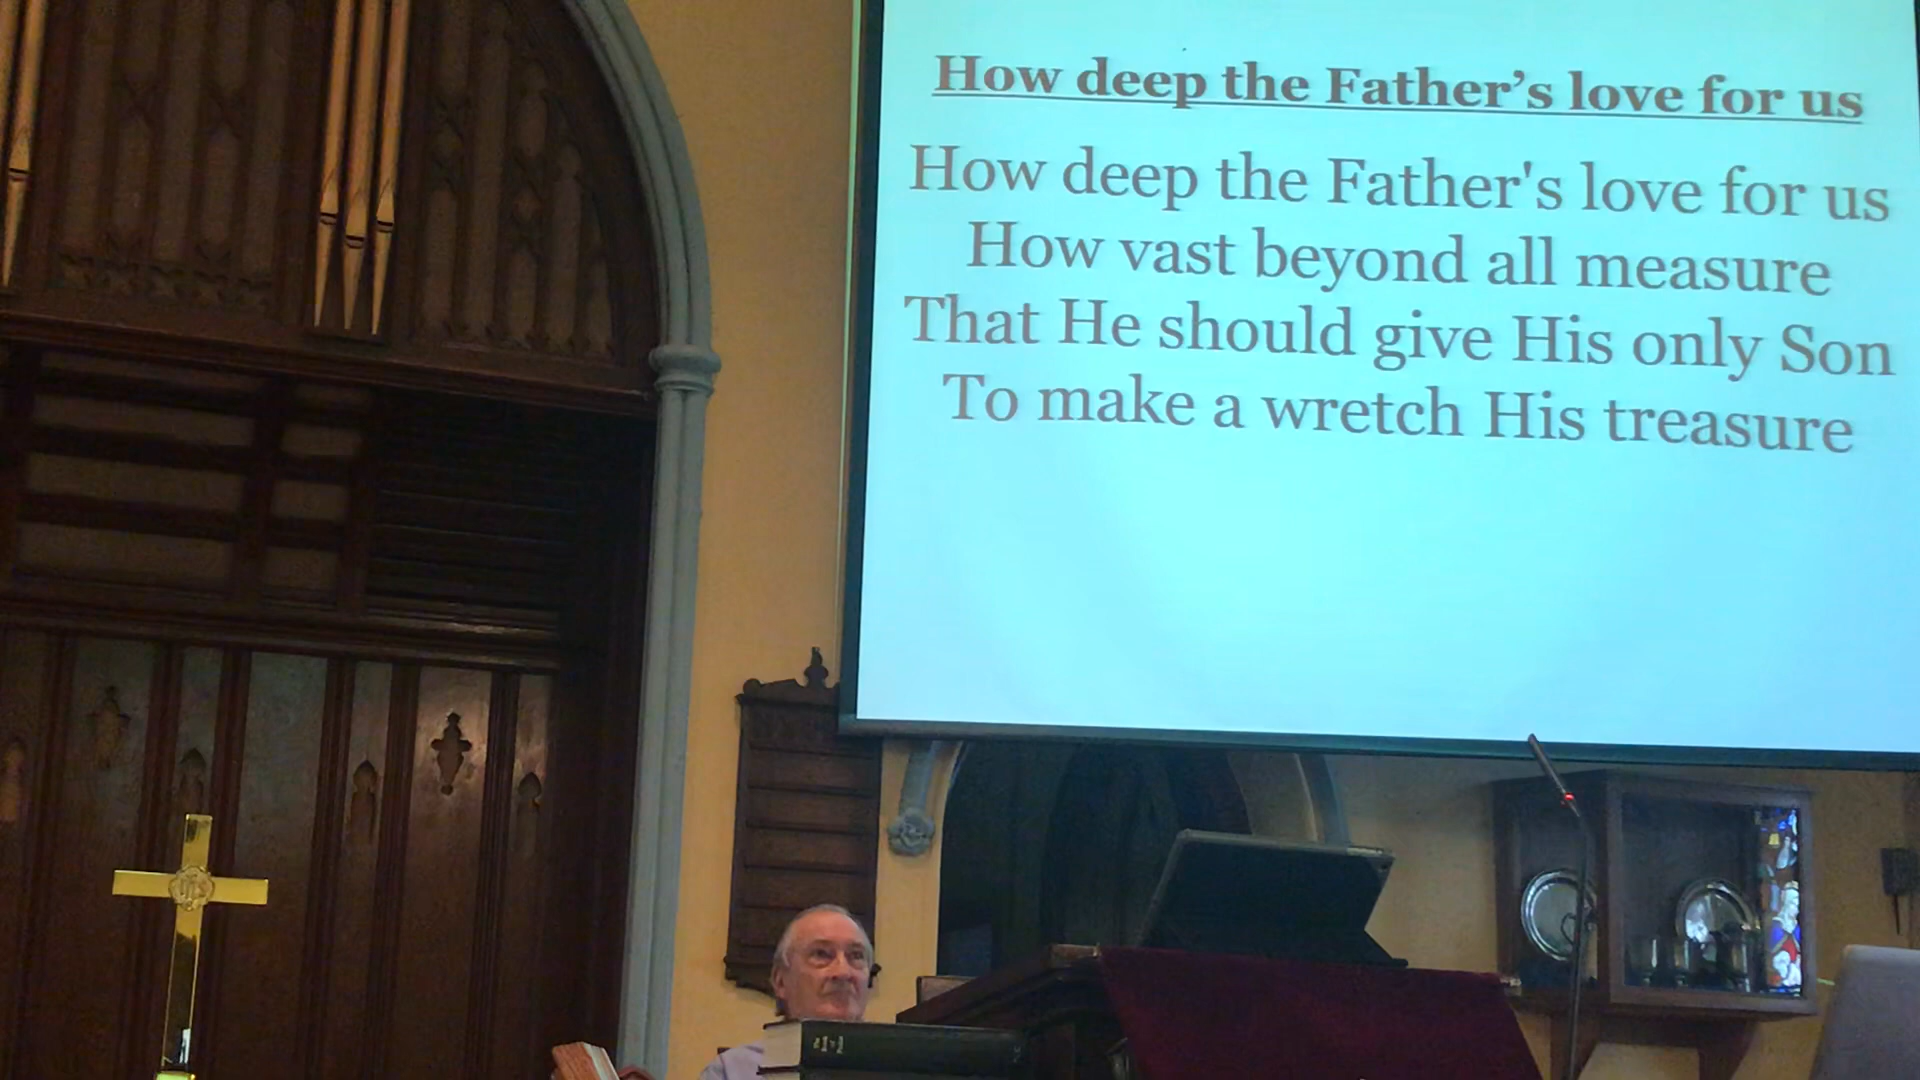 How deep the Father’s love for us
How deep the Father's love for us
How vast beyond all measure
That He should give His only Son
To make a wretch His treasure
IHS